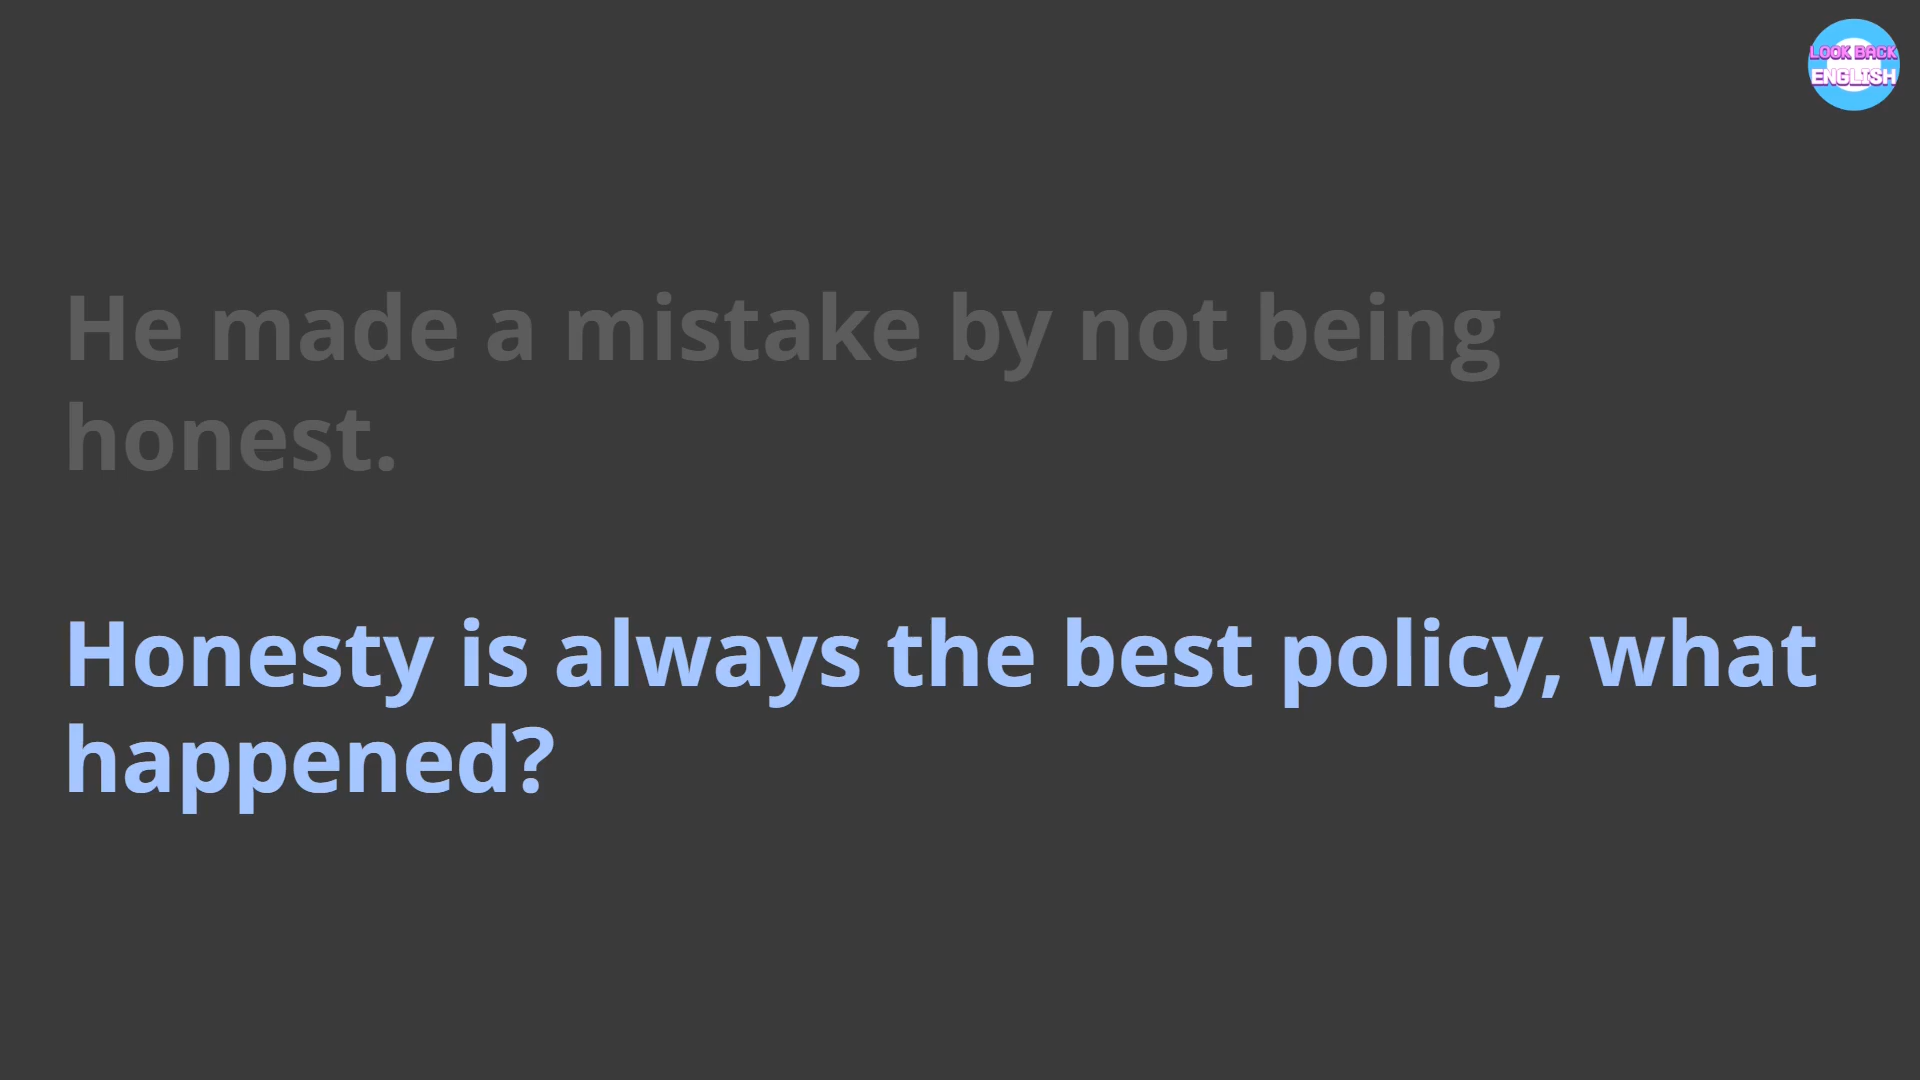 LOOK BACK
ENGLISH
He made a mistake by not being
honest.
Honesty is always the best policy, what
happened?